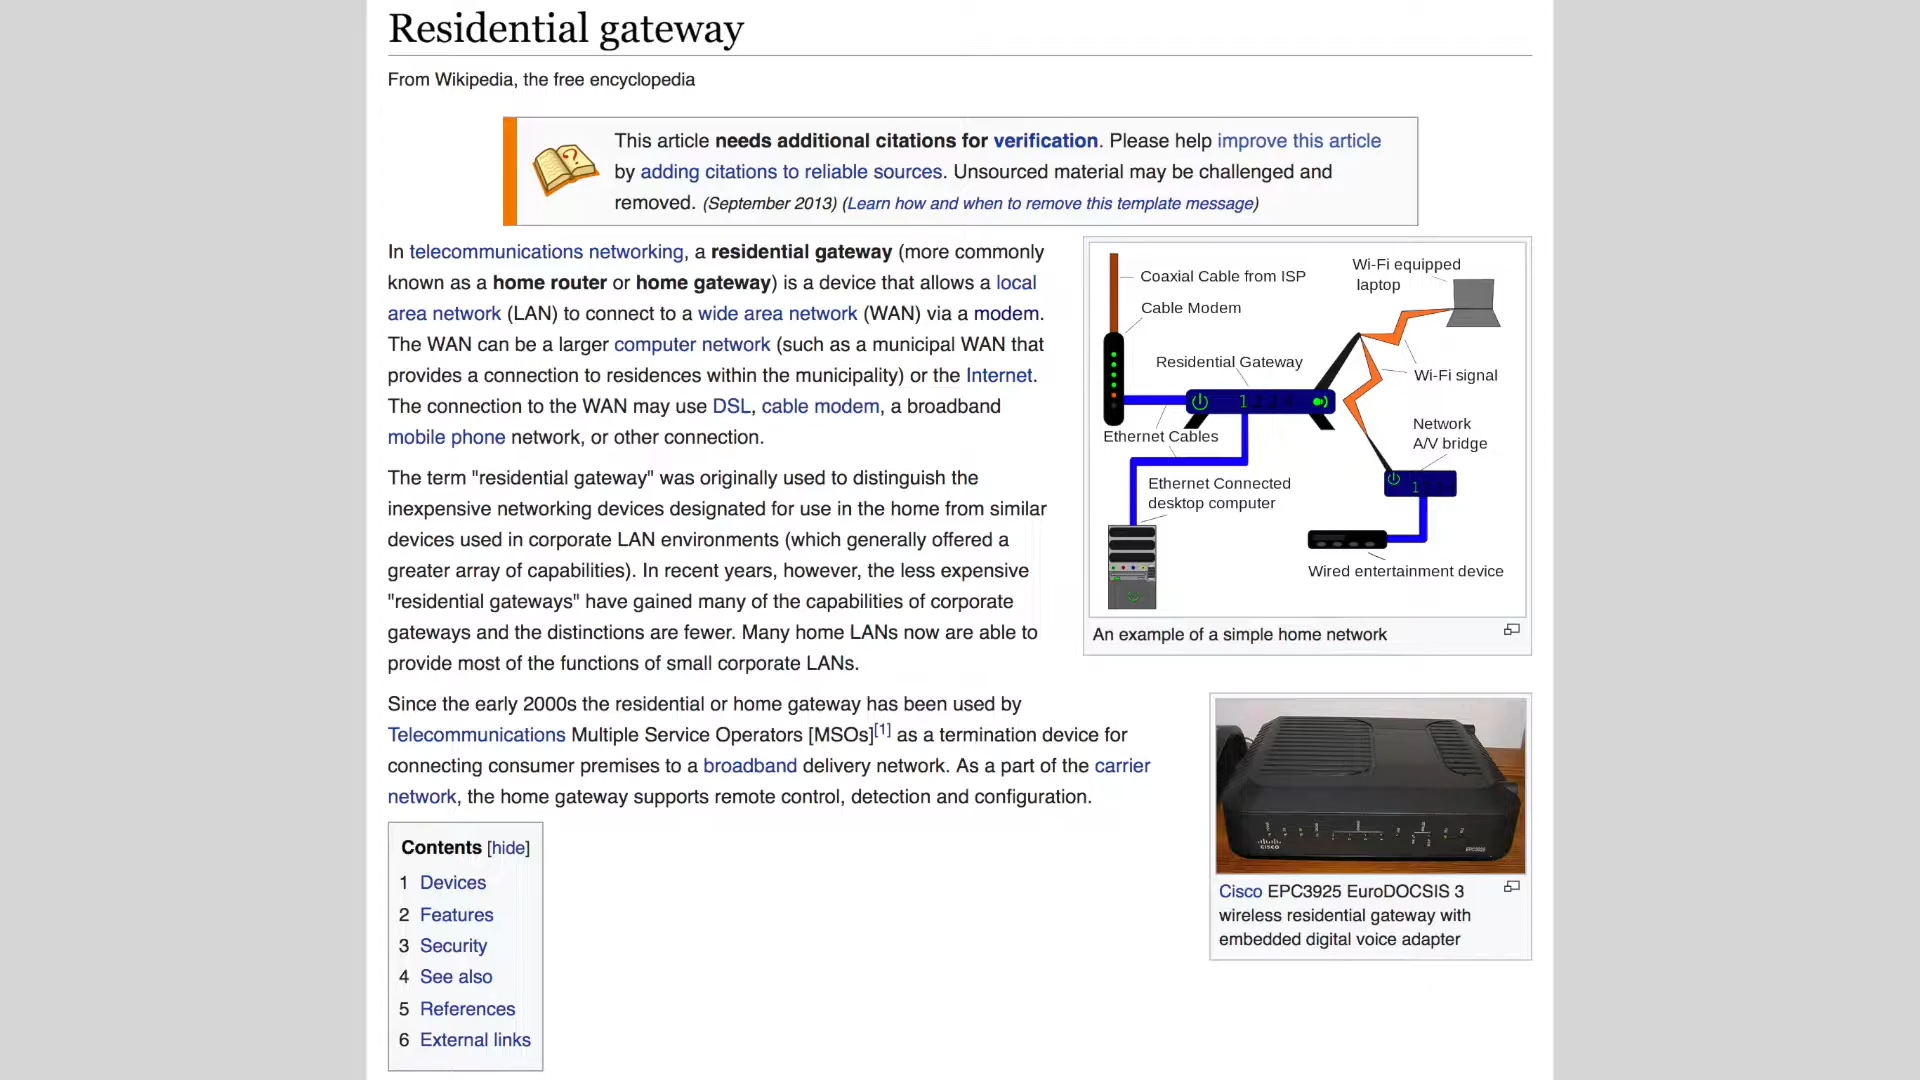 Residential gateway
From Wikipedia, the free encyclopedia
This article needs additional citations for verification. Please help improve this article
by adding citations to reliable sources. Unsourced material may be challenged and
removed. (September 2013) (Learn how and when to remove this template message)
In telecommunications networking, a residential gateway (more commonly
known as a home router or home gateway) is a device that allows a local
area network (LAN) to connect to a wide area network (WAN) via a modem.
The WAN can be a larger computer network (such as a municipal WAN that
provides a connection to residences within the municipality) or the Internet.
The connection to the WAN may use DSL, cable modem, a broadband
mobile phone network, or other connection.
The term "residential gateway" was originally used to distinguish the
inexpensive networking devices designated for use in the home from similar
devices used in corporate LAN environments (which generally offered a
greater array of capabilities). In recent years, however, the less expensive
"residential gateways" have gained many of the capabilities of corporate
gateways and the distinctions are fewer. Many home LANs now are able to
provide most of the functions of small corporate LANs.
Coaxial Cable from ISP
Wi-Fi equipped
laptop
Cable Modem
Residential Gateway
Wi-Fi signal
1 2 3 4
Network
A/V bridge
Ethernet Cables
Ethernet Connected
desktop computer
1
Wired entertainment device
An example of a simple home network
Since the early 2000s the residential or home gateway has been used by
Telecommunications Multiple Service Operators [MSOs][1] as a termination device for
connecting consumer premises to a broadband delivery network. As a part of the carrier
network, the home gateway supports remote control, detection and configuration.
CISCO
EPC3925
Cisco EPC3925 EuroDOCSIS 3
wireless residential gateway with
embedded digital voice adapter
Contents [hide]
1 Devices
2 Features
3 Security
4 See also
5 References
6 External links